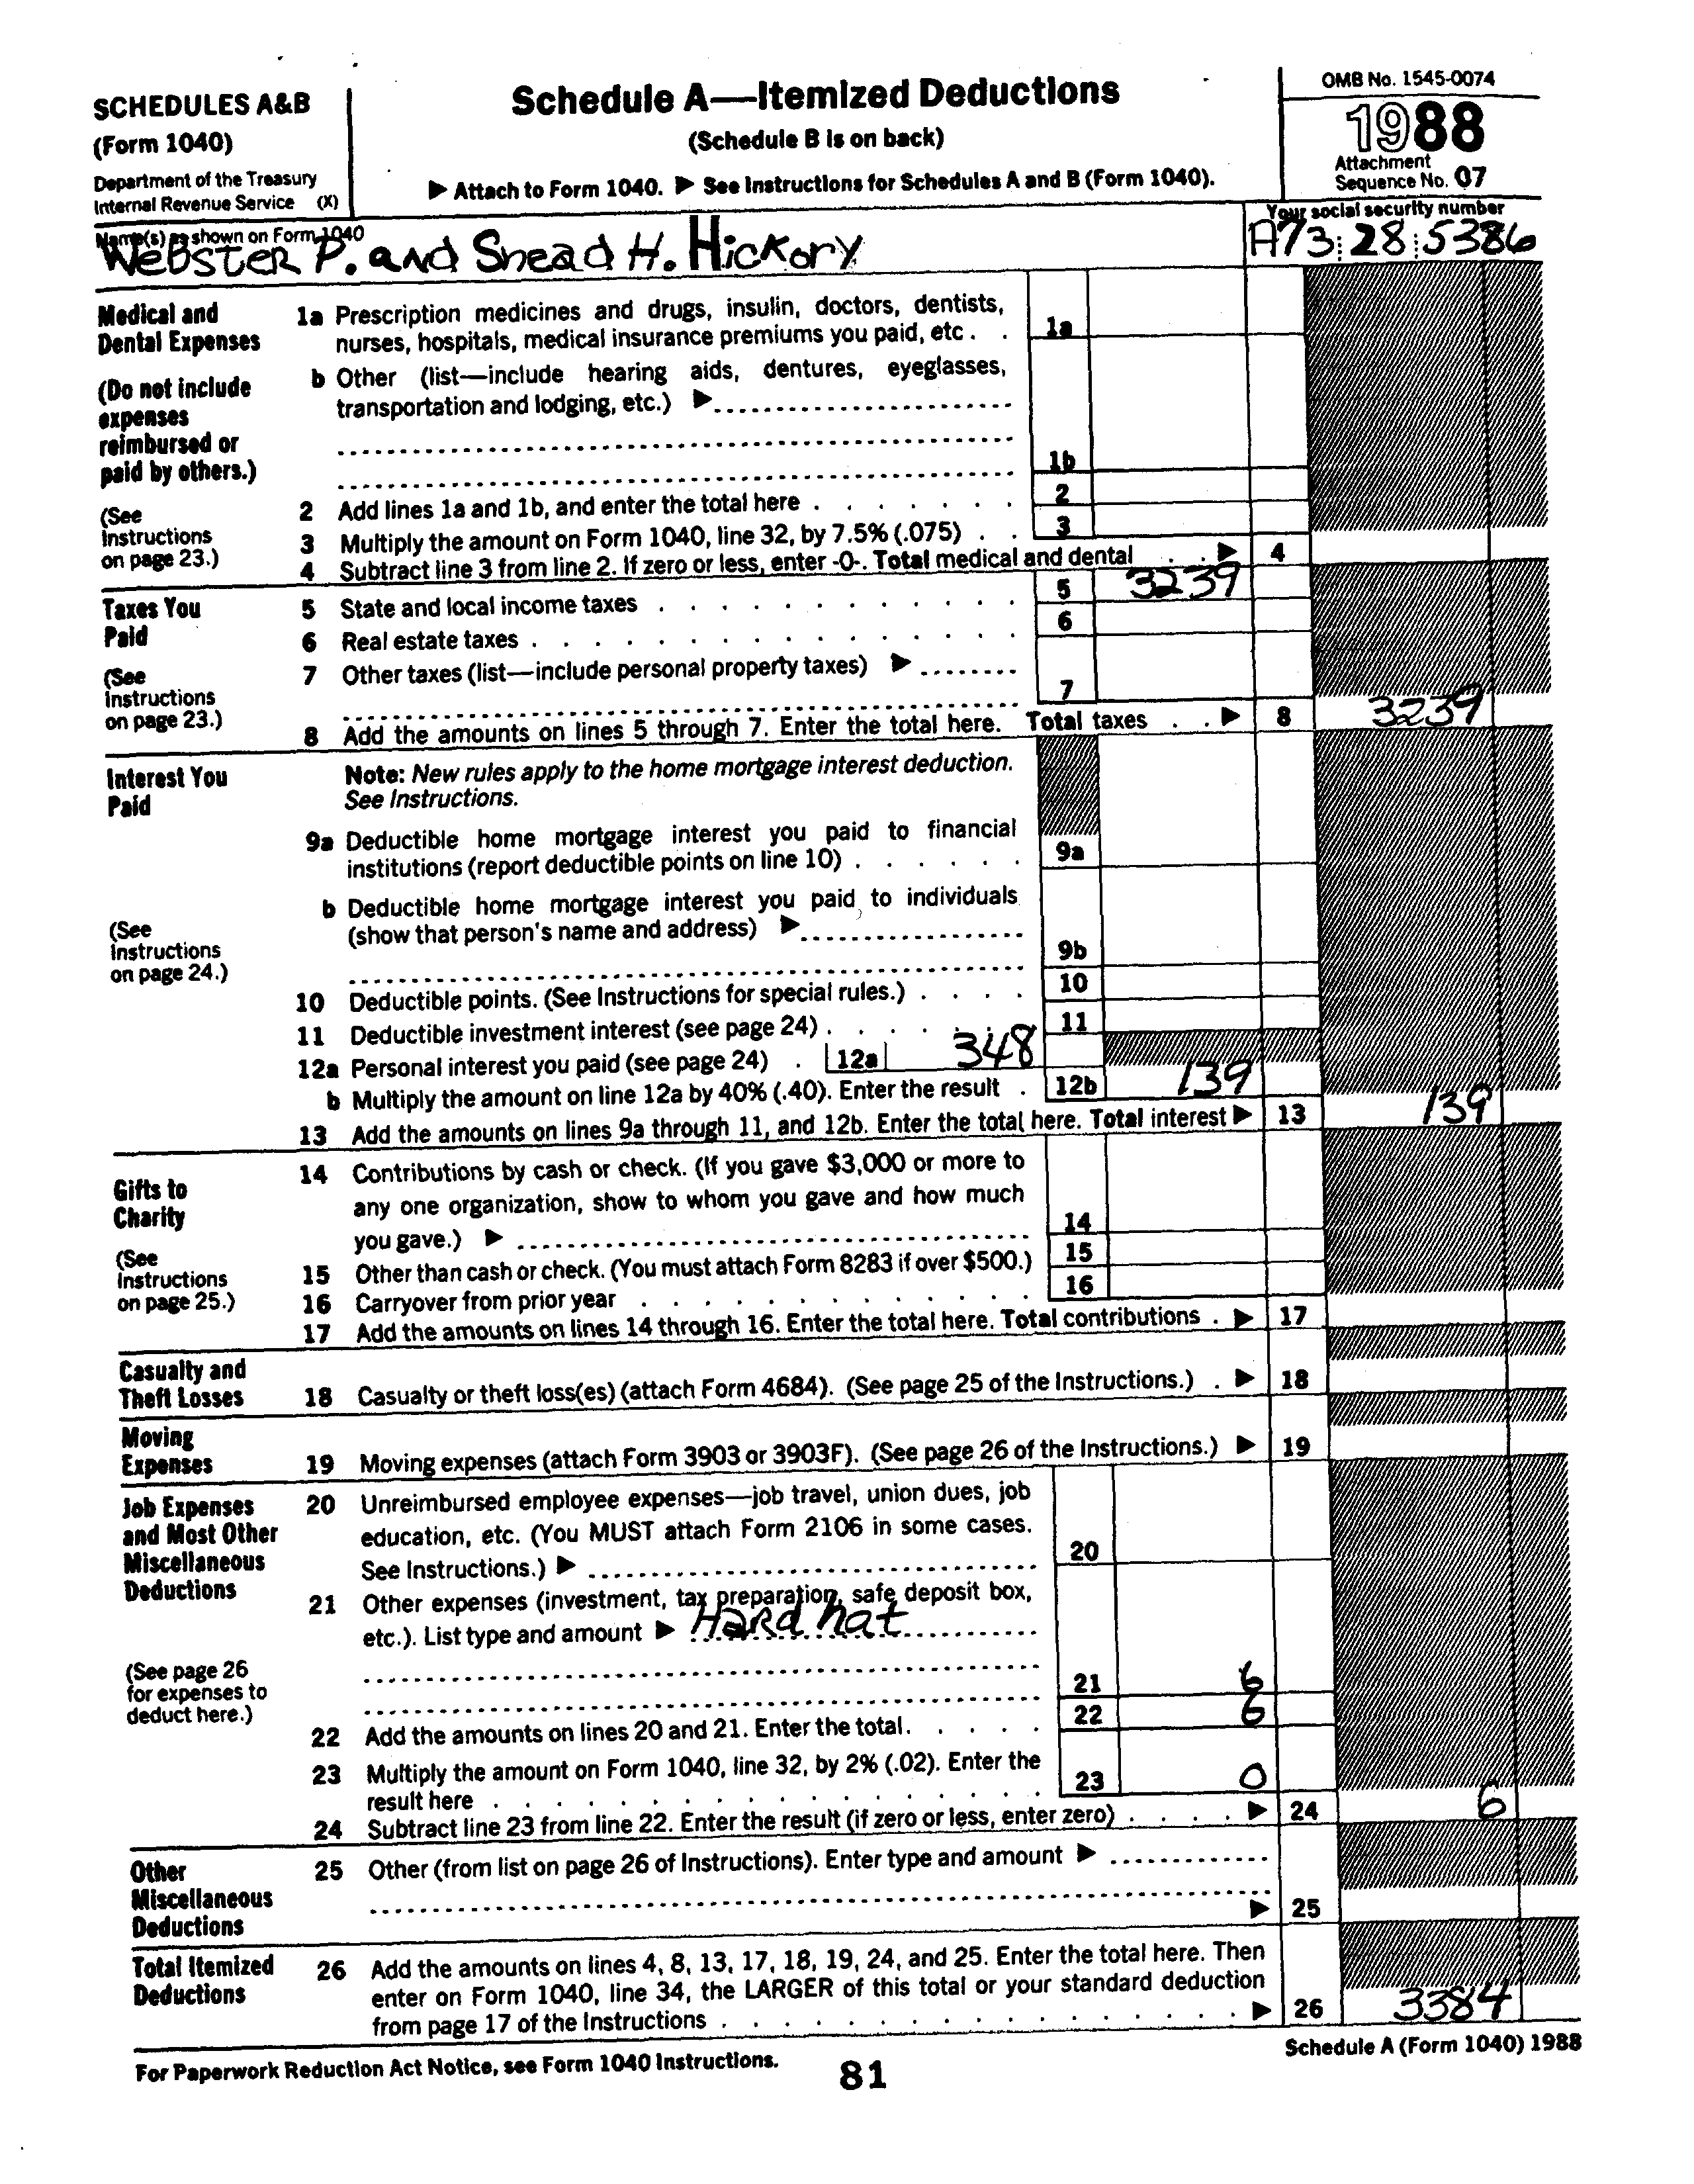 SCHEDULES A&B
(Form 1040)
Department of the Treasury
Internal Revenue Service (X)
Schedule A—Itemized Deductions
(Schedule B is on back)
▶ Attach to Form 1040. ▶ See Instructions for Schedules A and B (Form 1040).
OMB No. 1545-0074
1988
Attachment
Sequence No. 07
Name(s) as shown on Form 1040
Webster P. and Snead H. Hickory
Your social security number
A73:28:5386
Medical and
Dental Expenses
(Do not include
expenses
reimbursed or
paid by others.)
(See
Instructions
on page 23.)
1a Prescription medicines and drugs, insulin, doctors, dentists,
nurses, hospitals, medical insurance premiums you paid, etc . . 1a
b Other (list—include hearing aids, dentures, eyeglasses,
transportation and lodging, etc.) ▶
1b
2 Add lines 1a and 1b, and enter the total here . . . . . . . 2
3 Multiply the amount on Form 1040, line 32, by 7.5% (.075) . . 3
4 Subtract line 3 from line 2. If zero or less, enter -0-. Total medical and dental . . ▶ 4
Taxes You
Paid
(See
Instructions
on page 23.)
5 State and local income taxes . . . . . . . . . . . . 5 3239
6 Real estate taxes . . . . . . . . . . . . . . . . 6
7 Other taxes (list—include personal property taxes) ▶
7
8 Add the amounts on lines 5 through 7. Enter the total here. Total taxes . . ▶ 8 3239
Interest You
Paid
(See
Instructions
on page 24.)
Note: New rules apply to the home mortgage interest deduction.
See Instructions.
9a Deductible home mortgage interest you paid to financial
institutions (report deductible points on line 10) . . . . . . 9a
b Deductible home mortgage interest you paid to individuals
(show that person's name and address) ▶
9b
10 Deductible points. (See Instructions for special rules.) . . . . 10
11 Deductible investment interest (see page 24) . . . . . . . 11
12a Personal interest you paid (see page 24) . 12a 348
b Multiply the amount on line 12a by 40% (.40). Enter the result . 12b 139
13 Add the amounts on lines 9a through 11, and 12b. Enter the total here. Total interest ▶ 13 139
Gifts to
Charity
(See
Instructions
on page 25.)
14 Contributions by cash or check. (If you gave $3,000 or more to
any one organization, show to whom you gave and how much
you gave.) ▶ 14
15 Other than cash or check. (You must attach Form 8283 if over $500.) 15
16 Carryover from prior year . . . . . . . . . . . . . 16
17 Add the amounts on lines 14 through 16. Enter the total here. Total contributions . ▶ 17
Casualty and
Theft Losses
18 Casualty or theft loss(es) (attach Form 4684). (See page 25 of the Instructions.) . ▶ 18
Moving
Expenses
19 Moving expenses (attach Form 3903 or 3903F). (See page 26 of the Instructions.) ▶ 19
Job Expenses
and Most Other
Miscellaneous
Deductions
(See page 26
for expenses to
deduct here.)
20 Unreimbursed employee expenses—job travel, union dues, job
education, etc. (You MUST attach Form 2106 in some cases.
See Instructions.) ▶ 20
21 Other expenses (investment, tax preparation, safe deposit box,
etc.). List type and amount ▶ Hard hat
21 6
22 Add the amounts on lines 20 and 21. Enter the total. . . . . 22 6
23 Multiply the amount on Form 1040, line 32, by 2% (.02). Enter the
result here . . . . . . . . . . . . . . . . . . 23 0
24 Subtract line 23 from line 22. Enter the result (if zero or less, enter zero) . . . . ▶ 24 6
Other
Miscellaneous
Deductions
25 Other (from list on page 26 of Instructions). Enter type and amount ▶
▶ 25
Total Itemized
Deductions
26 Add the amounts on lines 4, 8, 13, 17, 18, 19, 24, and 25. Enter the total here. Then
enter on Form 1040, line 34, the LARGER of this total or your standard deduction
from page 17 of the Instructions . . . . . . . . . . . . . . ▶ 26 3384
For Paperwork Reduction Act Notice, see Form 1040 Instructions.
Schedule A (Form 1040) 1988
81